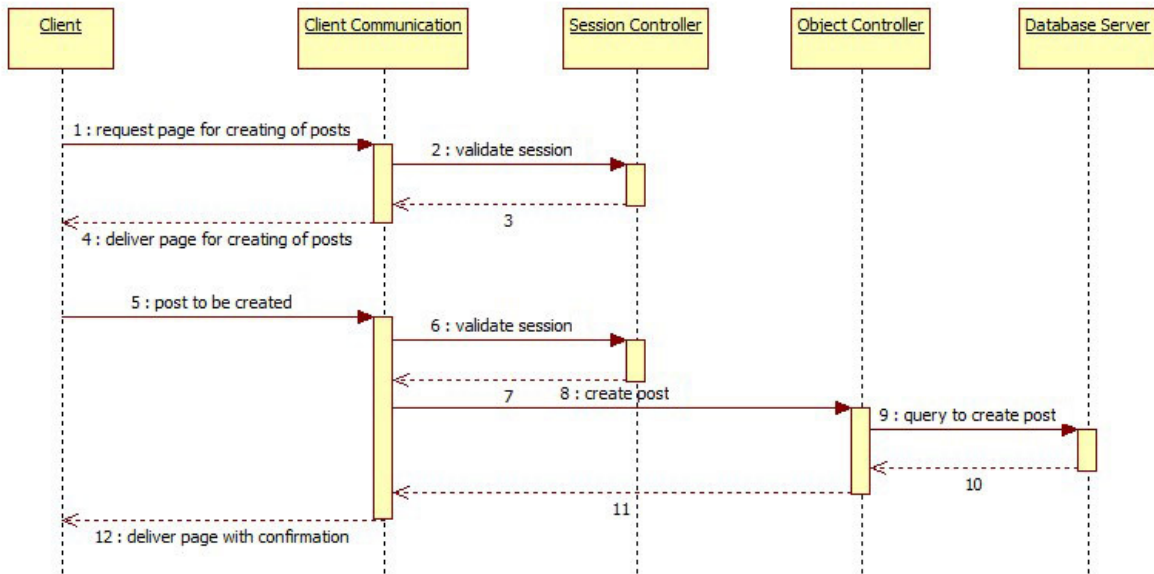 Client
Client Communication
Session Controller
Object Controller
Database Server
1 : request page for creating of posts
2 : validate session
3
4 : deliver page for creating of posts
5 : post to be created
6 : validate session
7
8 : create post
9 : query to create post
10
11
12 : deliver page with confirmation